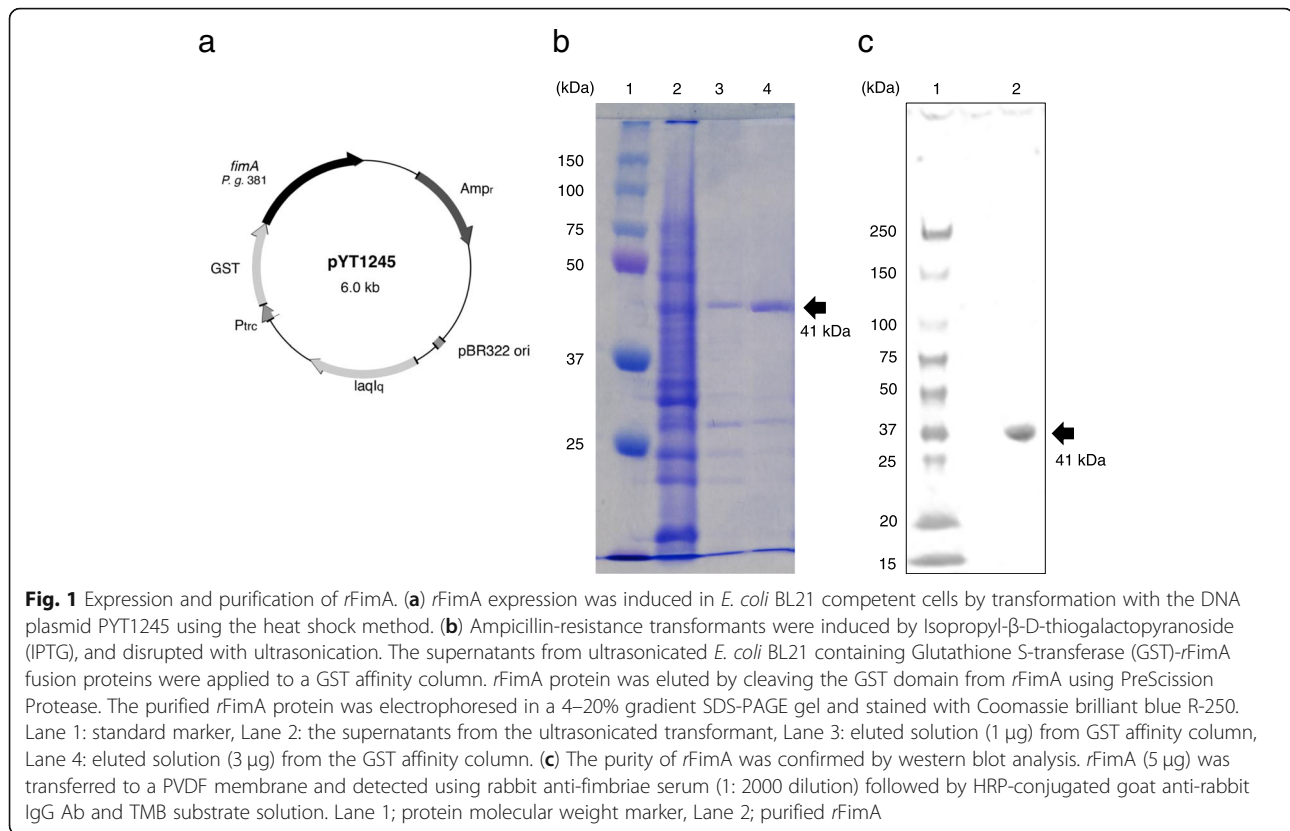 a
b
c
(kDa) 1 2 3 4
(kDa) 1 2
fimA
P. g. 381
Ampr
GST
pYT1245
6.0 kb
Ptrc
pBR322 ori
laqIq
150
100
75
50
37
25
41 kDa
250
150
100
75
50
37
25
20
15
41 kDa
Fig. 1 Expression and purification of rFimA. (a) rFimA expression was induced in E. coli BL21 competent cells by transformation with the DNA
plasmid PYT1245 using the heat shock method. (b) Ampicillin-resistance transformants were induced by Isopropyl-β-D-thiogalactopyranoside
(IPTG), and disrupted with ultrasonication. The supernatants from ultrasonicated E. coli BL21 containing Glutathione S-transferase (GST)-rFimA
fusion proteins were applied to a GST affinity column. rFimA protein was eluted by cleaving the GST domain from rFimA using PreScission
Protease. The purified rFimA protein was electrophoresed in a 4–20% gradient SDS-PAGE gel and stained with Coomassie brilliant blue R-250.
Lane 1: standard marker, Lane 2: the supernatants from the ultrasonicated transformant, Lane 3: eluted solution (1 μg) from GST affinity column,
Lane 4: eluted solution (3 μg) from the GST affinity column. (c) The purity of rFimA was confirmed by western blot analysis. rFimA (5 μg) was
transferred to a PVDF membrane and detected using rabbit anti-fimbriae serum (1: 2000 dilution) followed by HRP-conjugated goat anti-rabbit
IgG Ab and TMB substrate solution. Lane 1; protein molecular weight marker, Lane 2; purified rFimA